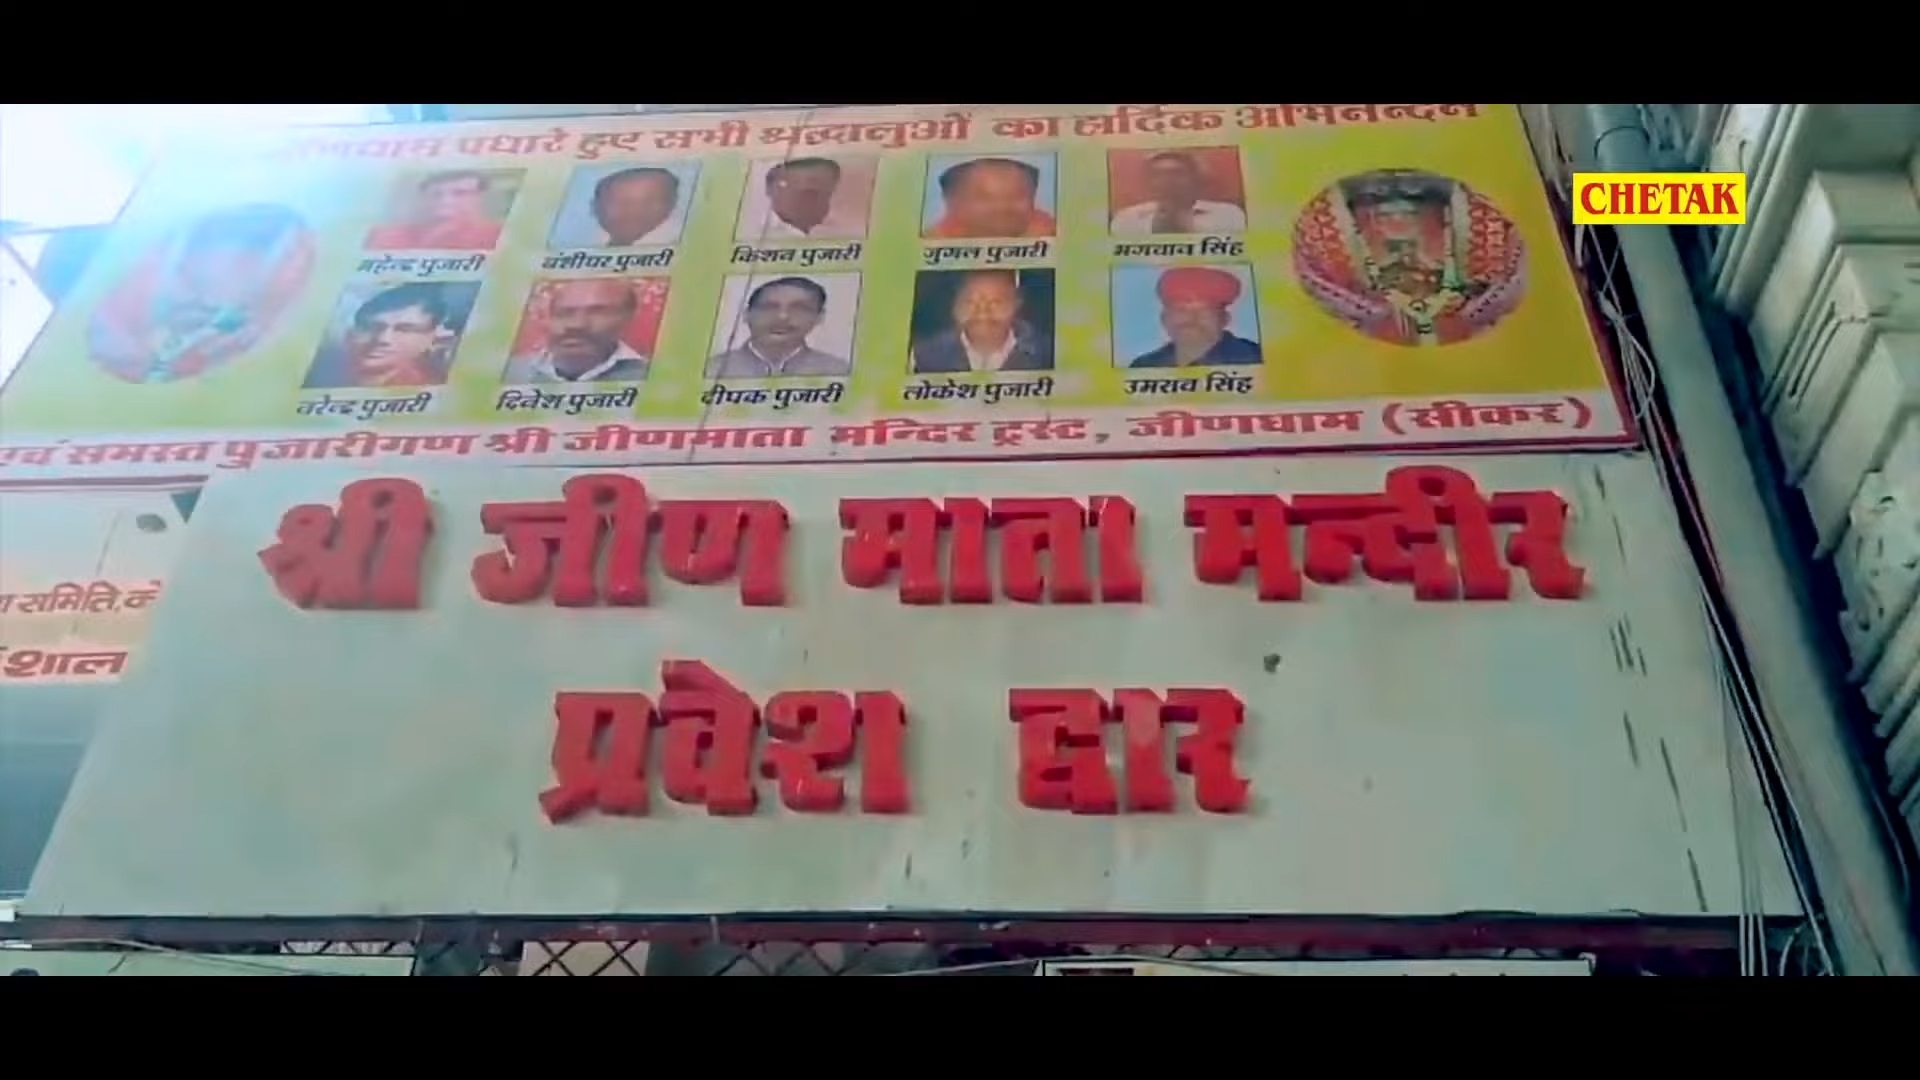 पधारे हुए सभी श्रद्धालुओं का हार्दिक अभिनन्दन
CHETAK
महेन्द्र पुजारी बंशीधर पुजारी किशन पुजारी जुगल पुजारी भगवान सिंह
नरेन्द्र पुजारी दिनेश पुजारी दीपक पुजारी लोकेश पुजारी उमराव सिंह
एवं समस्त पुजारीगण श्री जीणमाता मन्दिर ट्रस्ट, जीणधाम (सीकर)
श्री जीण माता मन्दीर
समिति,
प्रवेश द्वार